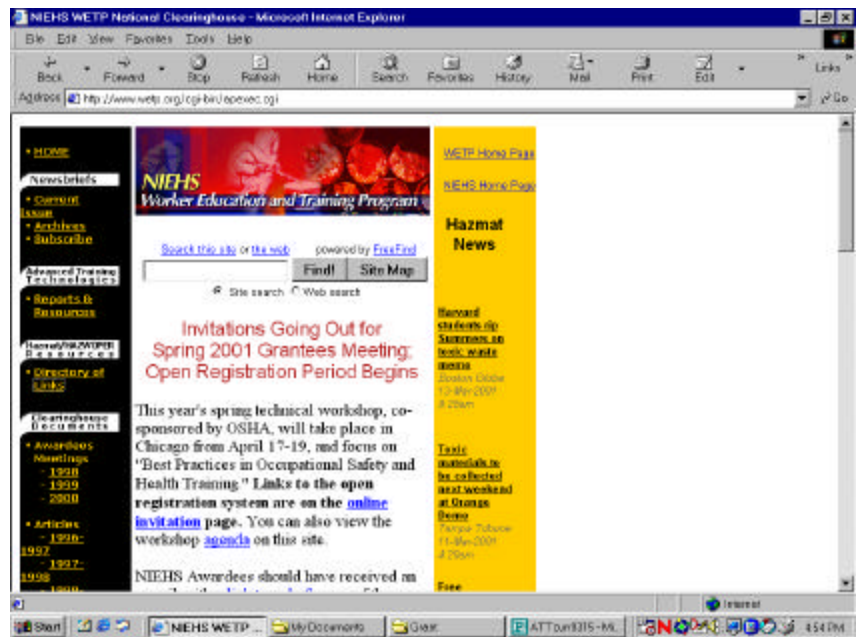 NIEHS WETP National Clearinghouse - Microsoft Internet Explorer
File Edit View Favorites Tools Help
Back Forward Stop Refresh Home Search Favorites History Mail Print Edit Links
Address http://www.wetp.org/cgi-bin/apexec.cgi Go
• HOME
Newsbriefs
• Current
Issue
• Archives
• Subscribe
Advanced Training
Technologies
• Reports &
Resources
Hazmat/HAZWOPER
Resources
• Directory of
Links
Clearinghouse
Documents
• Awardees
Meetings
- 1998
- 1999
- 2000
• Articles
- 1996-
1997
- 1997-
1998
NIEHS
Worker Education and Training Program
Search this site or the web powered by FreeFind
Find! Site Map
Site search Web search
Invitations Going Out for
Spring 2001 Grantees Meeting;
Open Registration Period Begins
This year's spring technical workshop, co-
sponsored by OSHA, will take place in
Chicago from April 17-19, and focus on
"Best Practices in Occupational Safety and
Health Training." Links to the open
registration system are on the online
invitation page. You can also view the
workshop agenda on this site.
NIEHS Awardees should have received an
WETP Home Page
NIEHS Home Page
Hazmat
News
Harvard
students rip
Summers on
toxic waste
memo
Boston Globe
13-Mar-2001
Toxic
materials to
be collected
next weekend
at Orange
Demo
Tampa Tribune
11-Mar-2001
Free
Internet
Start NIEHS WETP ... My Documents 4:54 PM